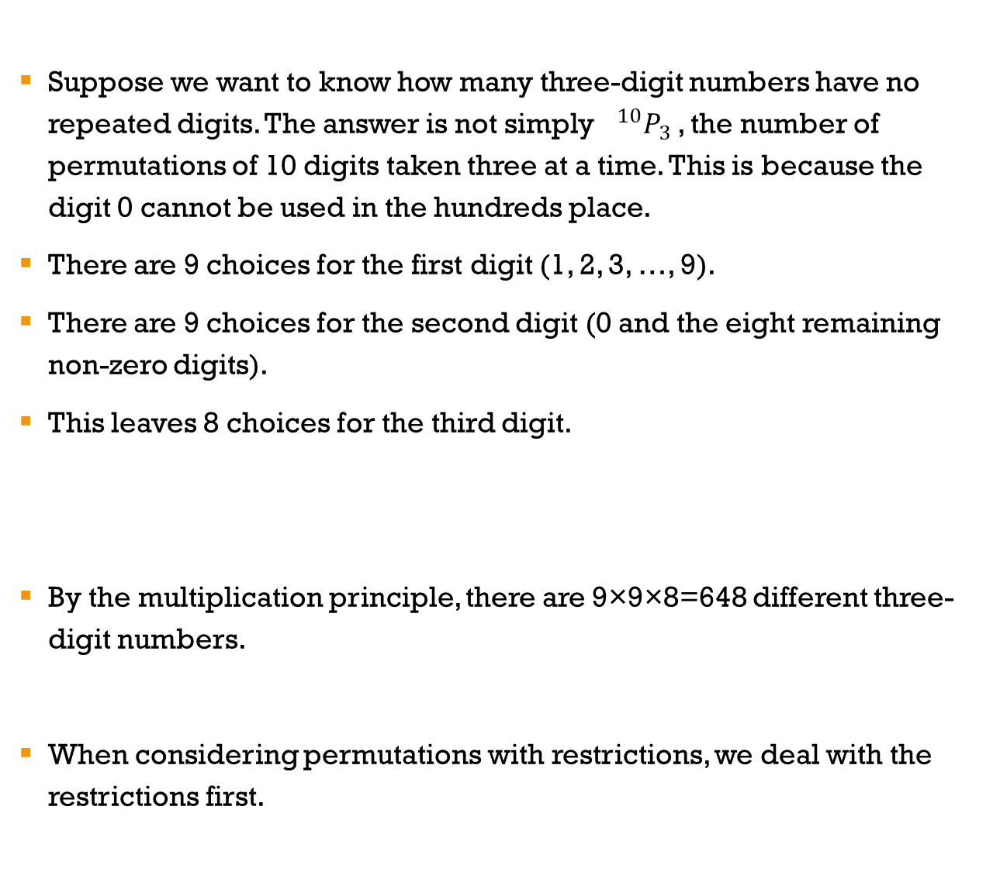 ▪ Suppose we want to know how many three-digit numbers have no
repeated digits. The answer is not simply ¹⁰P₃ , the number of
permutations of 10 digits taken three at a time. This is because the
digit 0 cannot be used in the hundreds place.
▪ There are 9 choices for the first digit (1, 2, 3, …, 9).
▪ There are 9 choices for the second digit (0 and the eight remaining
non-zero digits).
▪ This leaves 8 choices for the third digit.
▪ By the multiplication principle, there are 9×9×8=648 different three-
digit numbers.
▪ When considering permutations with restrictions, we deal with the
restrictions first.